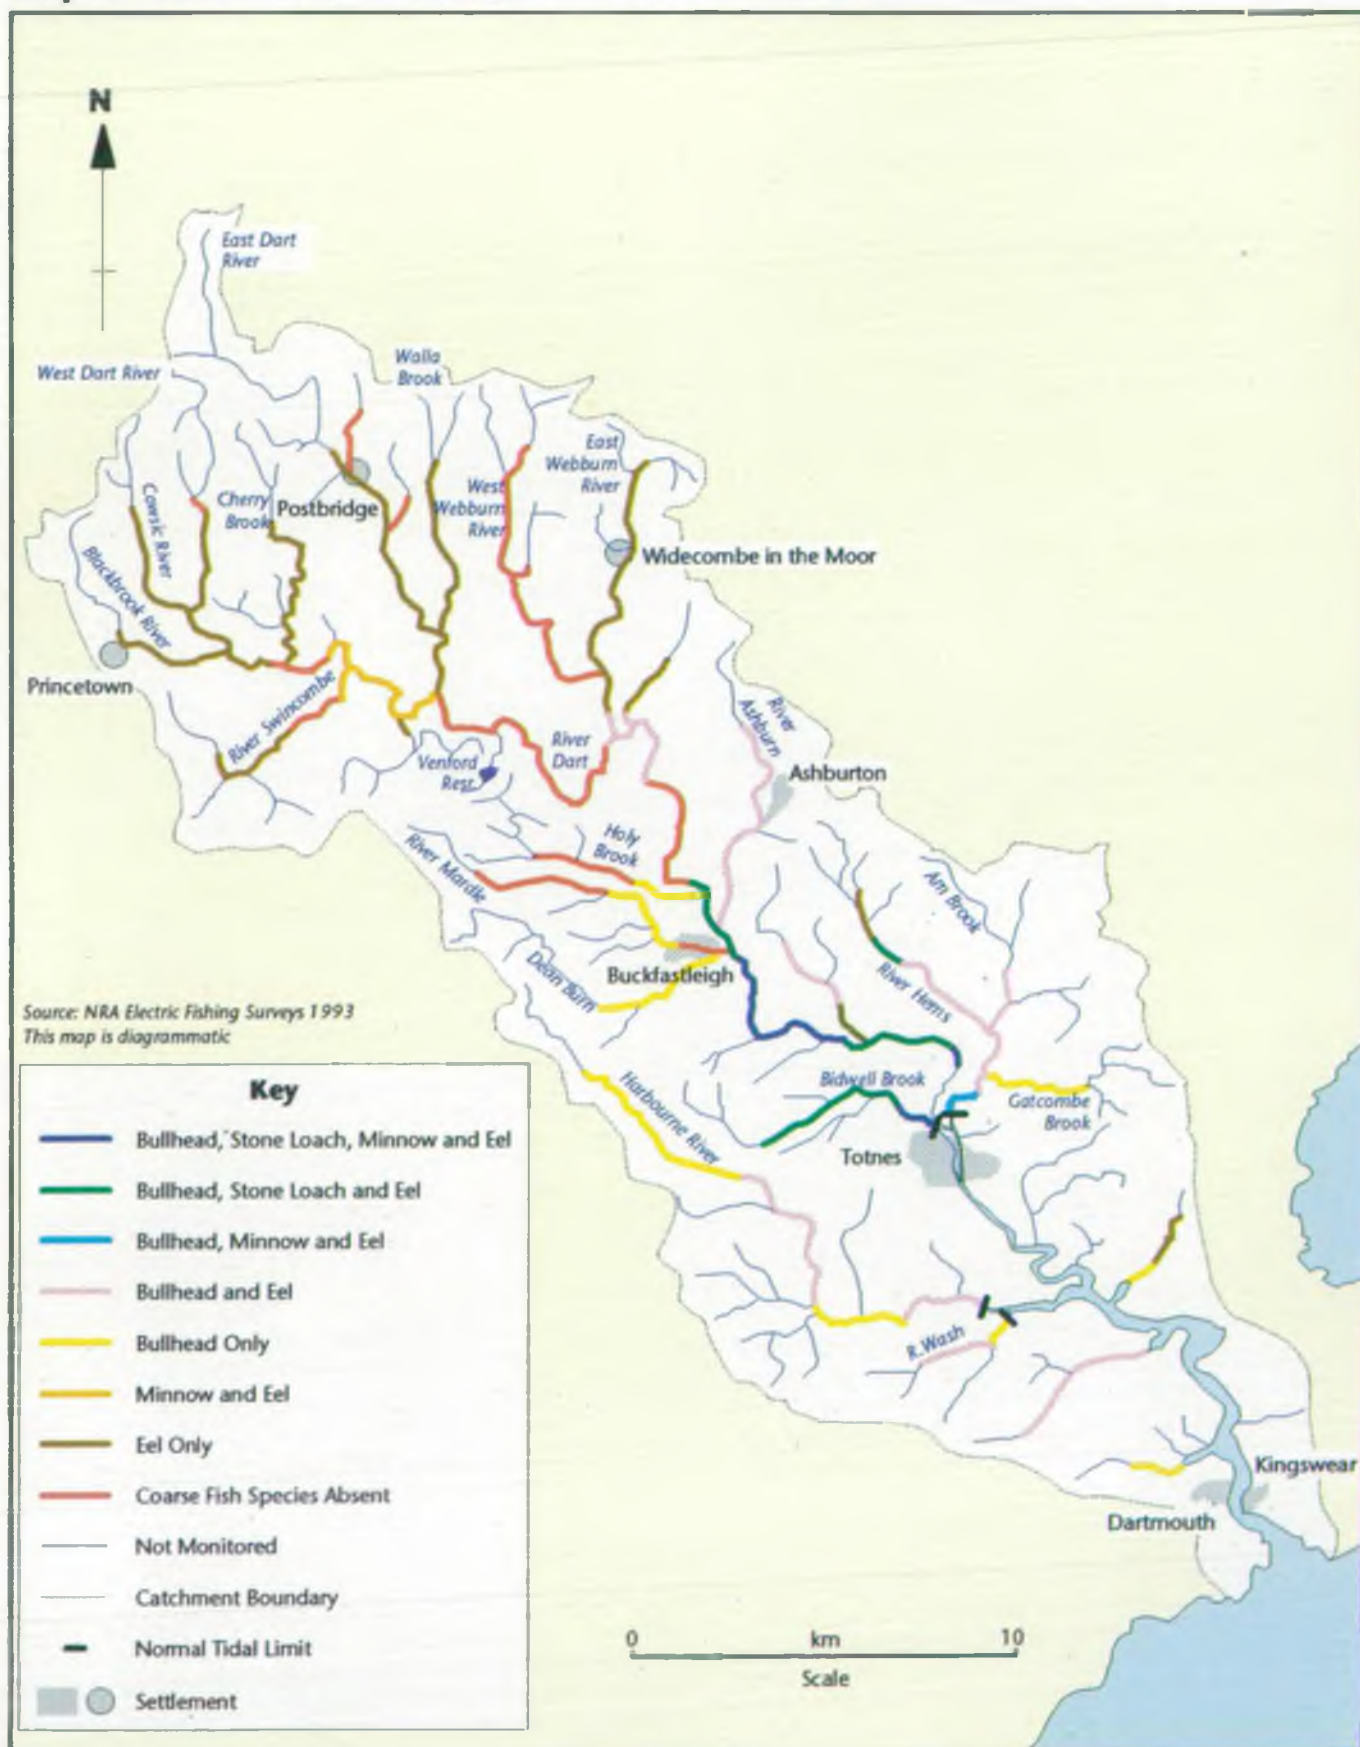 N
East Dart
River
West Dart River
Walla
Brook
East
Webburn
River
West
Webburn
River
Cherry
Brook
Postbridge
Cowsic River
Blackbrook River
Widecombe in the Moor
Princetown
River Swincombe
River
Ashburn
River
Dart
Venford
Resr.
Ashburton
Holy
Brook
River Mardle
Am Brook
Buckfastleigh
River Hems
Dean Burn
Source: NRA Electric Fishing Surveys 1993
This map is diagrammatic
Bidwell Brook
Harbourne River
Gatcombe
Brook
Totnes
R. Wash
Kingswear
Dartmouth
Key
Bullhead, Stone Loach, Minnow and Eel
Bullhead, Stone Loach and Eel
Bullhead, Minnow and Eel
Bullhead and Eel
Bullhead Only
Minnow and Eel
Eel Only
Coarse Fish Species Absent
Not Monitored
Catchment Boundary
Normal Tidal Limit
Settlement
0 km 10
Scale